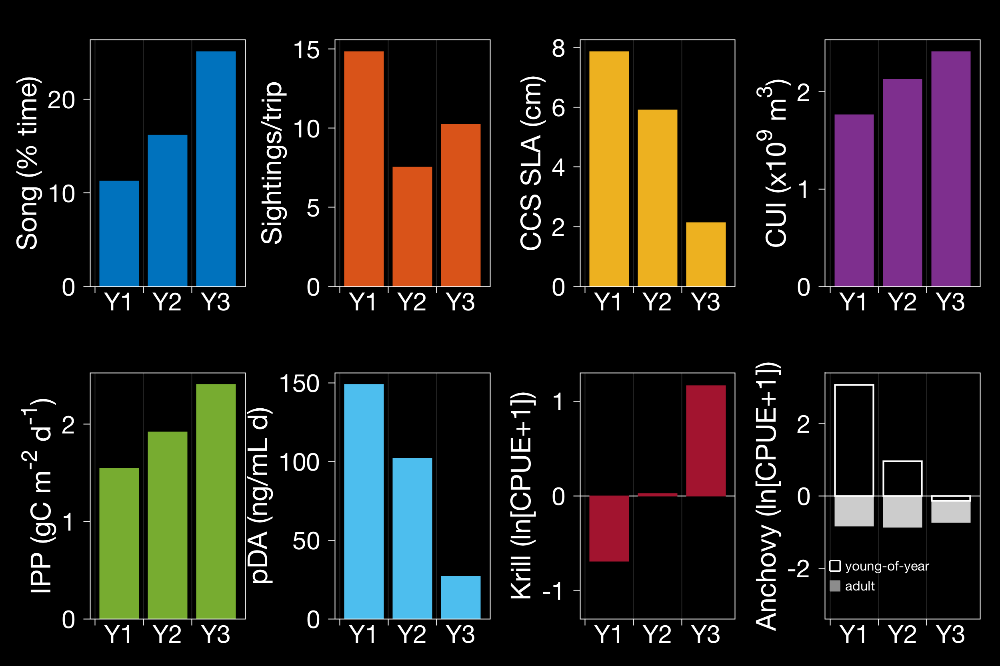 Song (% time)
20
10
0
Y1 Y2 Y3
Sightings/trip
15
10
5
0
Y1 Y2 Y3
CCS SLA (cm)
8
6
4
2
0
Y1 Y2 Y3
CUI (x10⁹ m³)
2
1
0
Y1 Y2 Y3
IPP (gC m⁻² d⁻¹)
2
1
0
Y1 Y2 Y3
pDA (ng/mL d)
150
100
50
0
Y1 Y2 Y3
Krill (ln[CPUE+1])
1
0
-1
Y1 Y2 Y3
Anchovy (ln[CPUE+1])
2
0
-2
young-of-year
adult
Y1 Y2 Y3